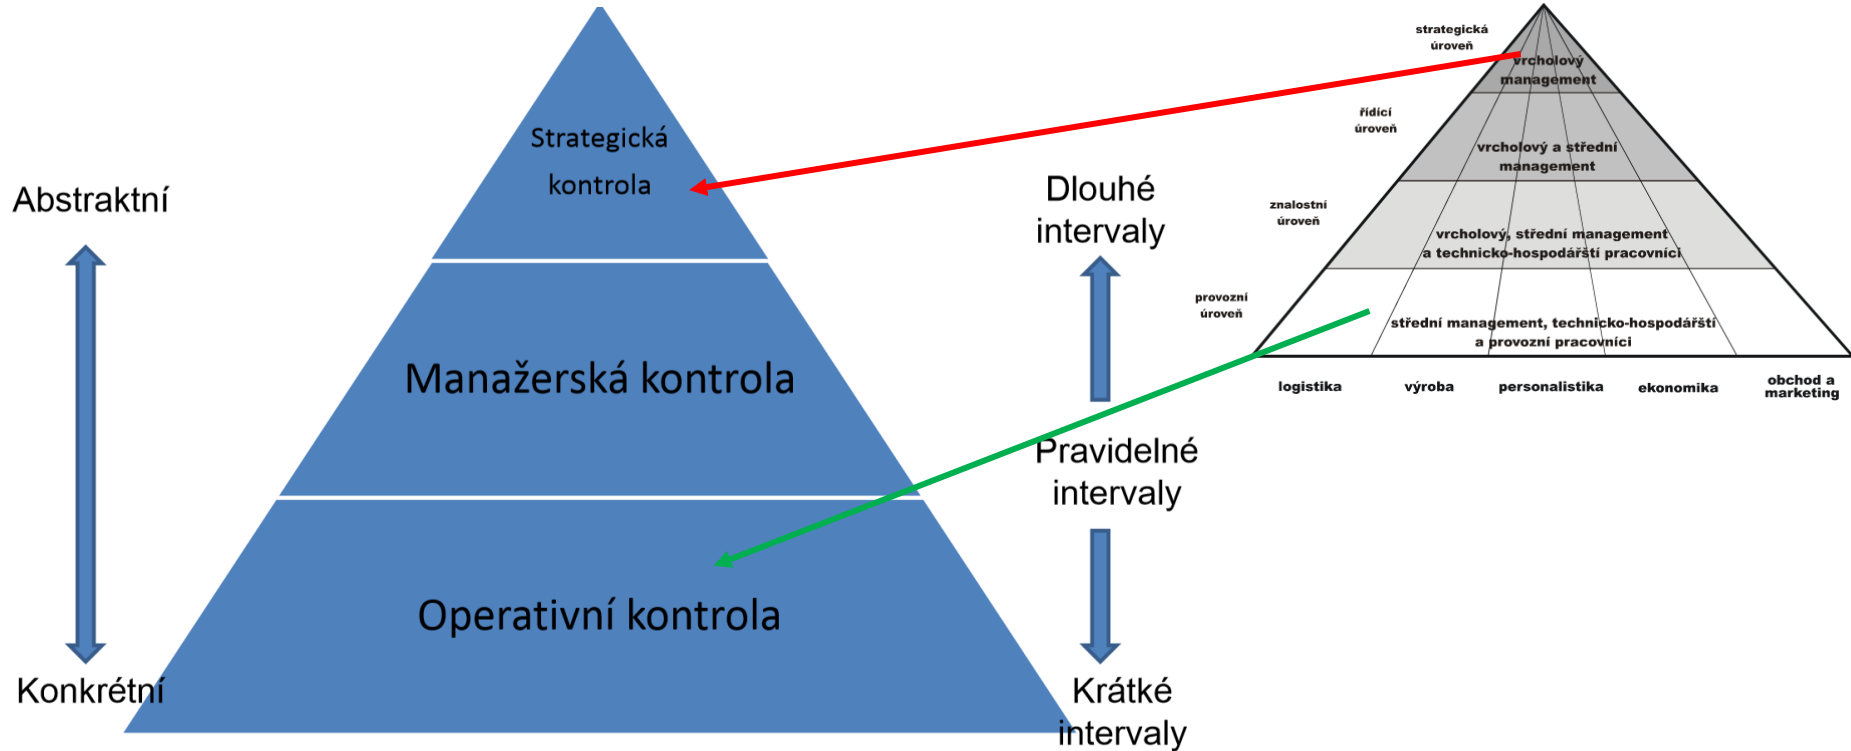 Abstraktní
Konkrétní
Strategická
kontrola
Manažerská kontrola
Operativní kontrola
Dlouhé
intervaly
Pravidelné
intervaly
Krátké
intervaly
strategická
úroveň
vrcholový
management
řídící
úroveň
vrcholový a střední
management
znalostní
úroveň
vrcholový, střední management
a technicko-hospodářští pracovníci
provozní
úroveň
střední management, technicko-hospodářští
a provozní pracovníci
logistika
výroba
personalistika
ekonomika
obchod a
marketing